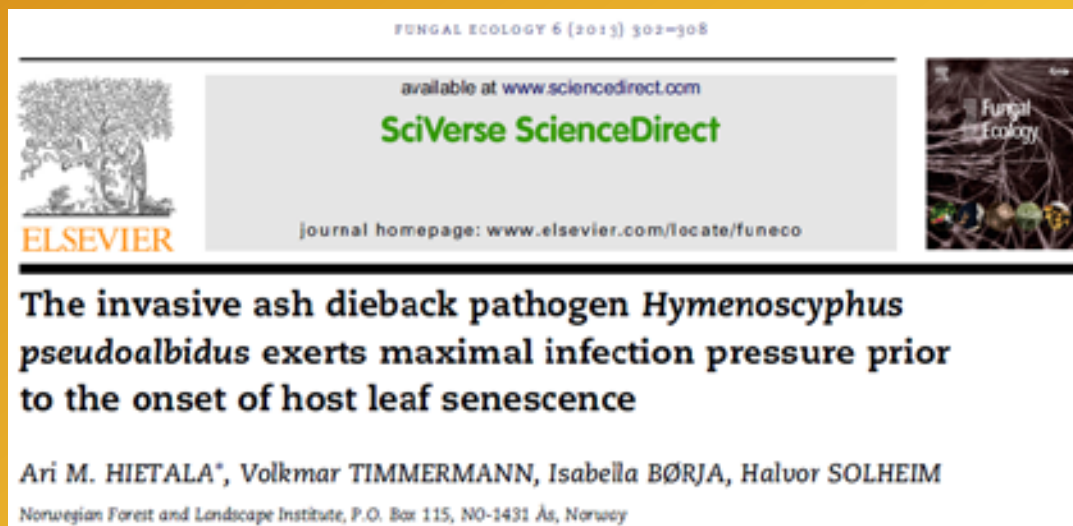 FUNGAL ECOLOGY 6 (2013) 302–308
available at www.sciencedirect.com
SciVerse ScienceDirect
journal homepage: www.elsevier.com/locate/funeco
ELSEVIER
Fungal
Ecology
The invasive ash dieback pathogen Hymenoscyphus
pseudoalbidus exerts maximal infection pressure prior
to the onset of host leaf senescence
Ari M. HIETALA*, Volkmar TIMMERMANN, Isabella BØRJA, Halvor SOLHEIM
Norwegian Forest and Landscape Institute, P.O. Box 115, NO-1431 Ås, Norway